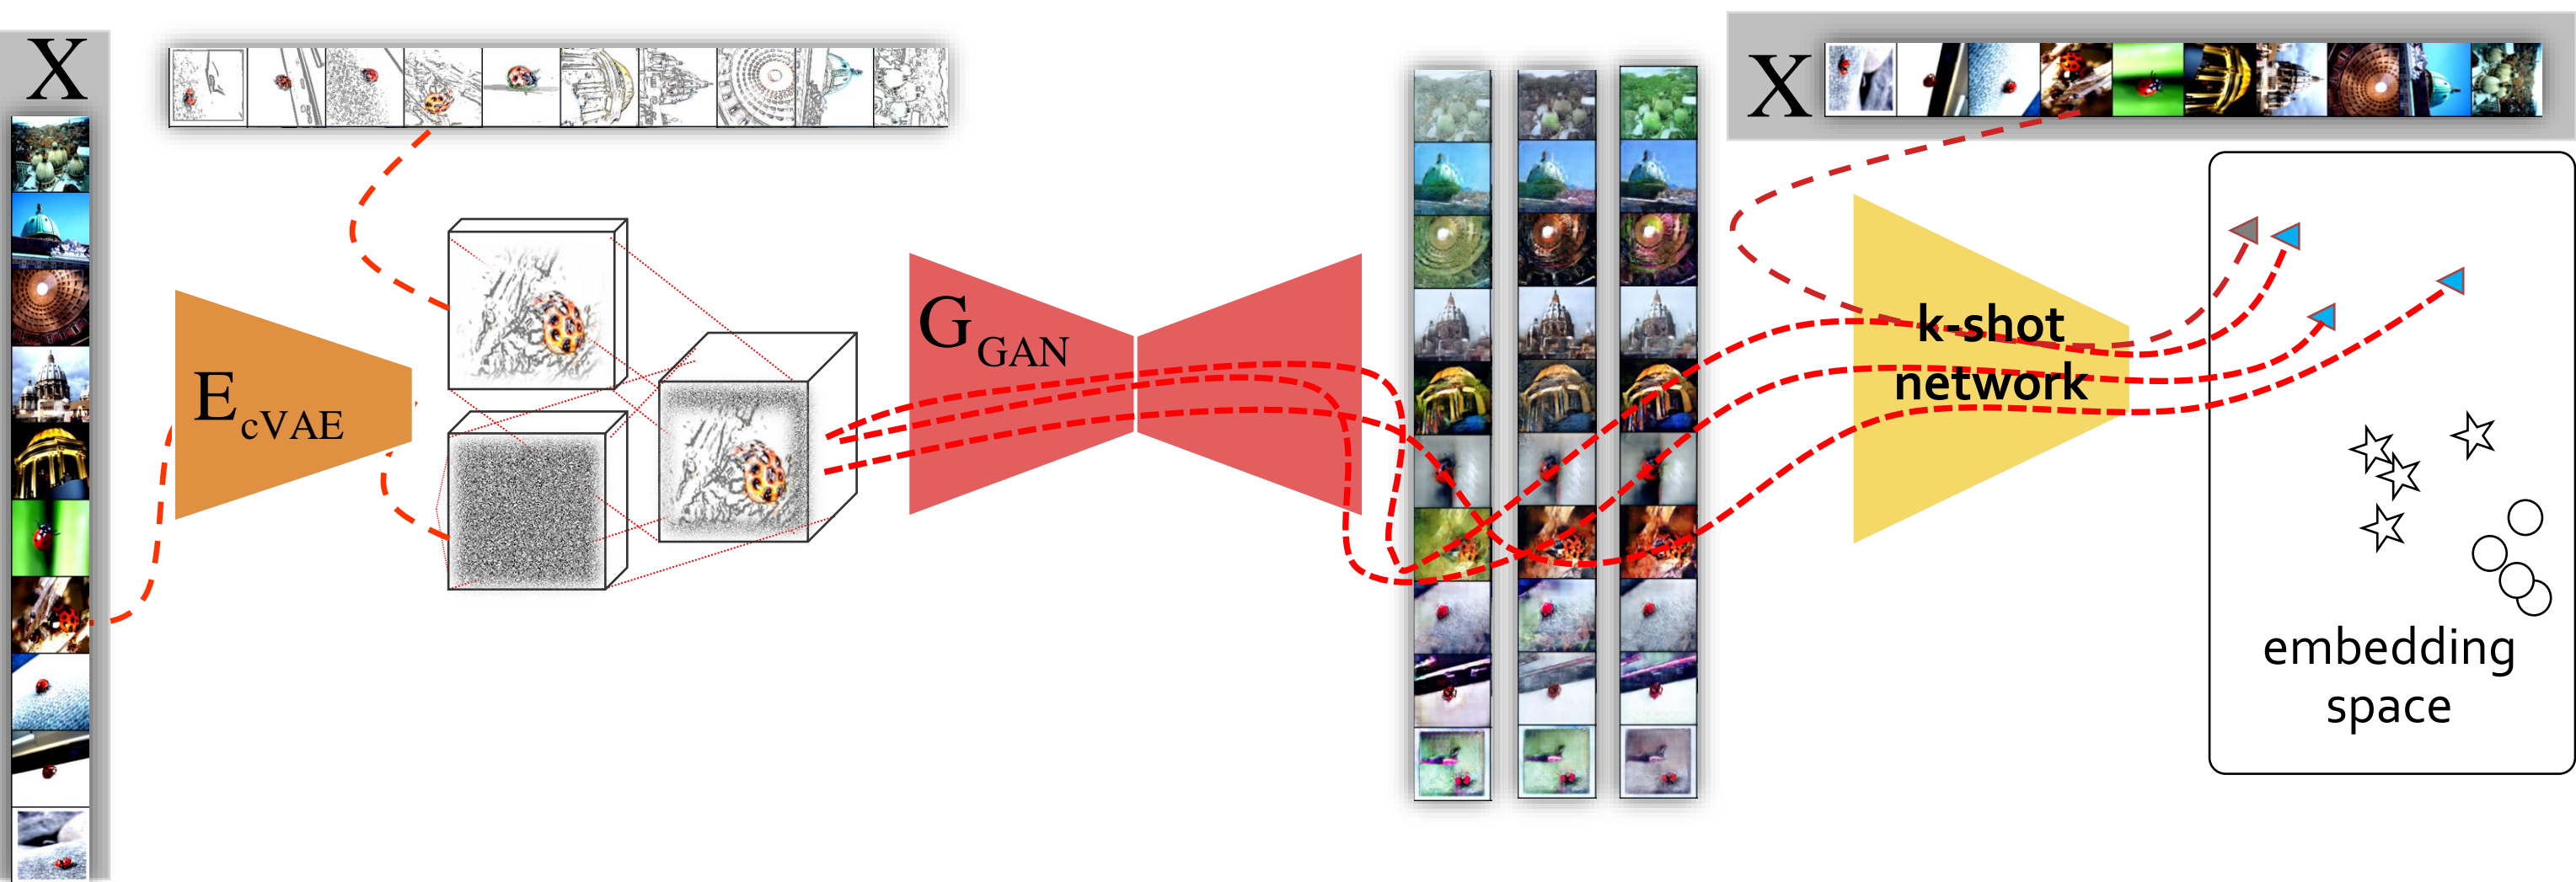 X
E cVAE
G GAN
X
k-shot
network
embedding
space